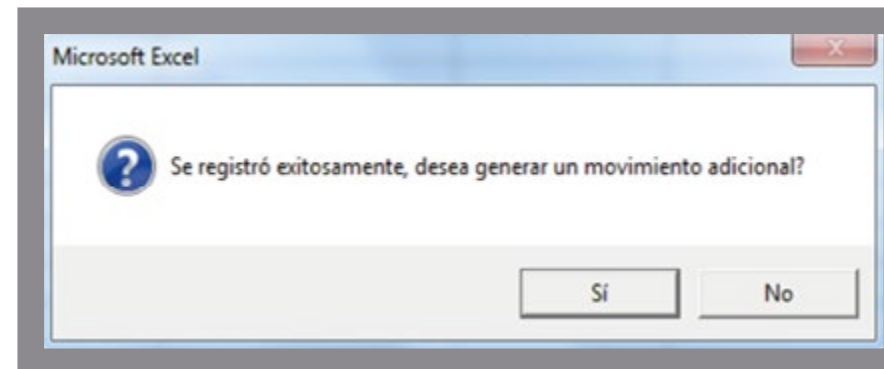 Microsoft Excel
Se registró exitosamente, desea generar un movimiento adicional?
Sí
No